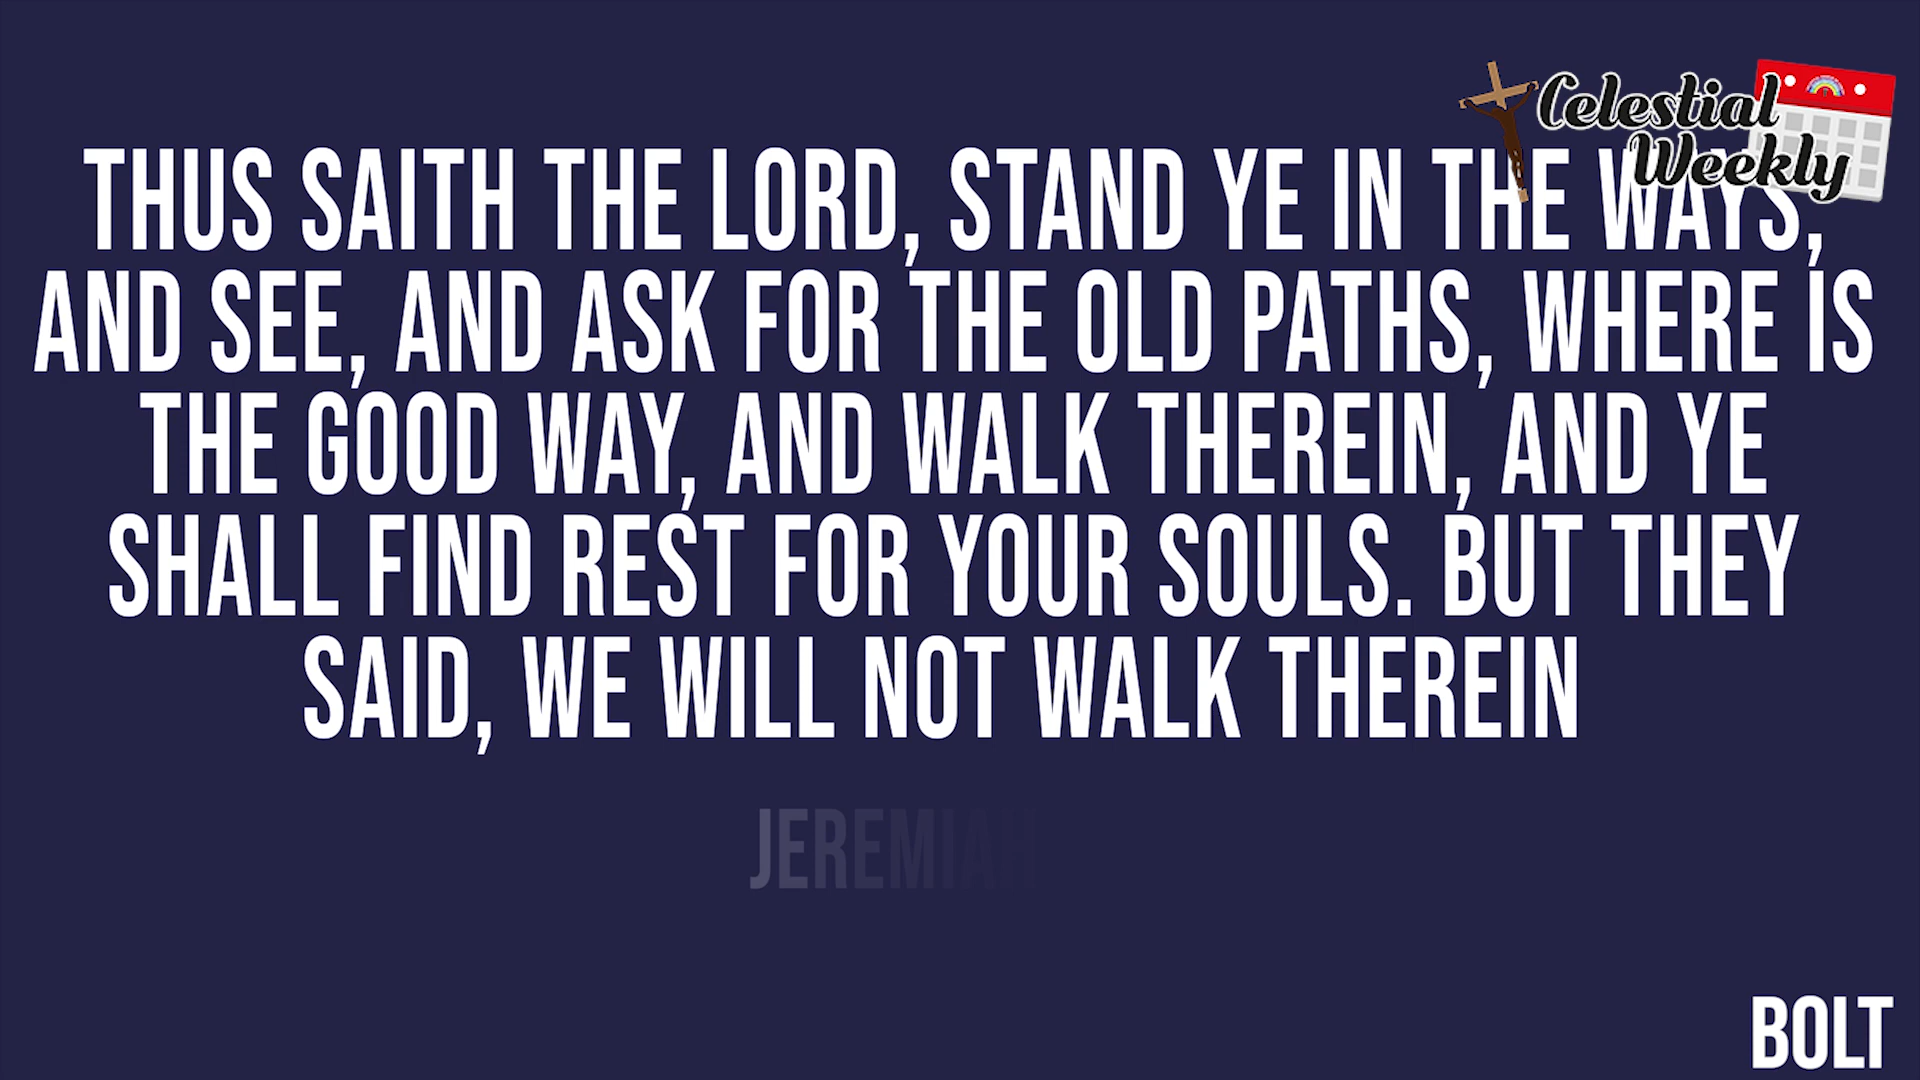 Celestial
Weekly
THUS SAITH THE LORD, STAND YE IN THE WAYS,
AND SEE, AND ASK FOR THE OLD PATHS, WHERE IS
THE GOOD WAY, AND WALK THEREIN, AND YE
SHALL FIND REST FOR YOUR SOULS. BUT THEY
SAID, WE WILL NOT WALK THEREIN
JEREMIAH
BOLT